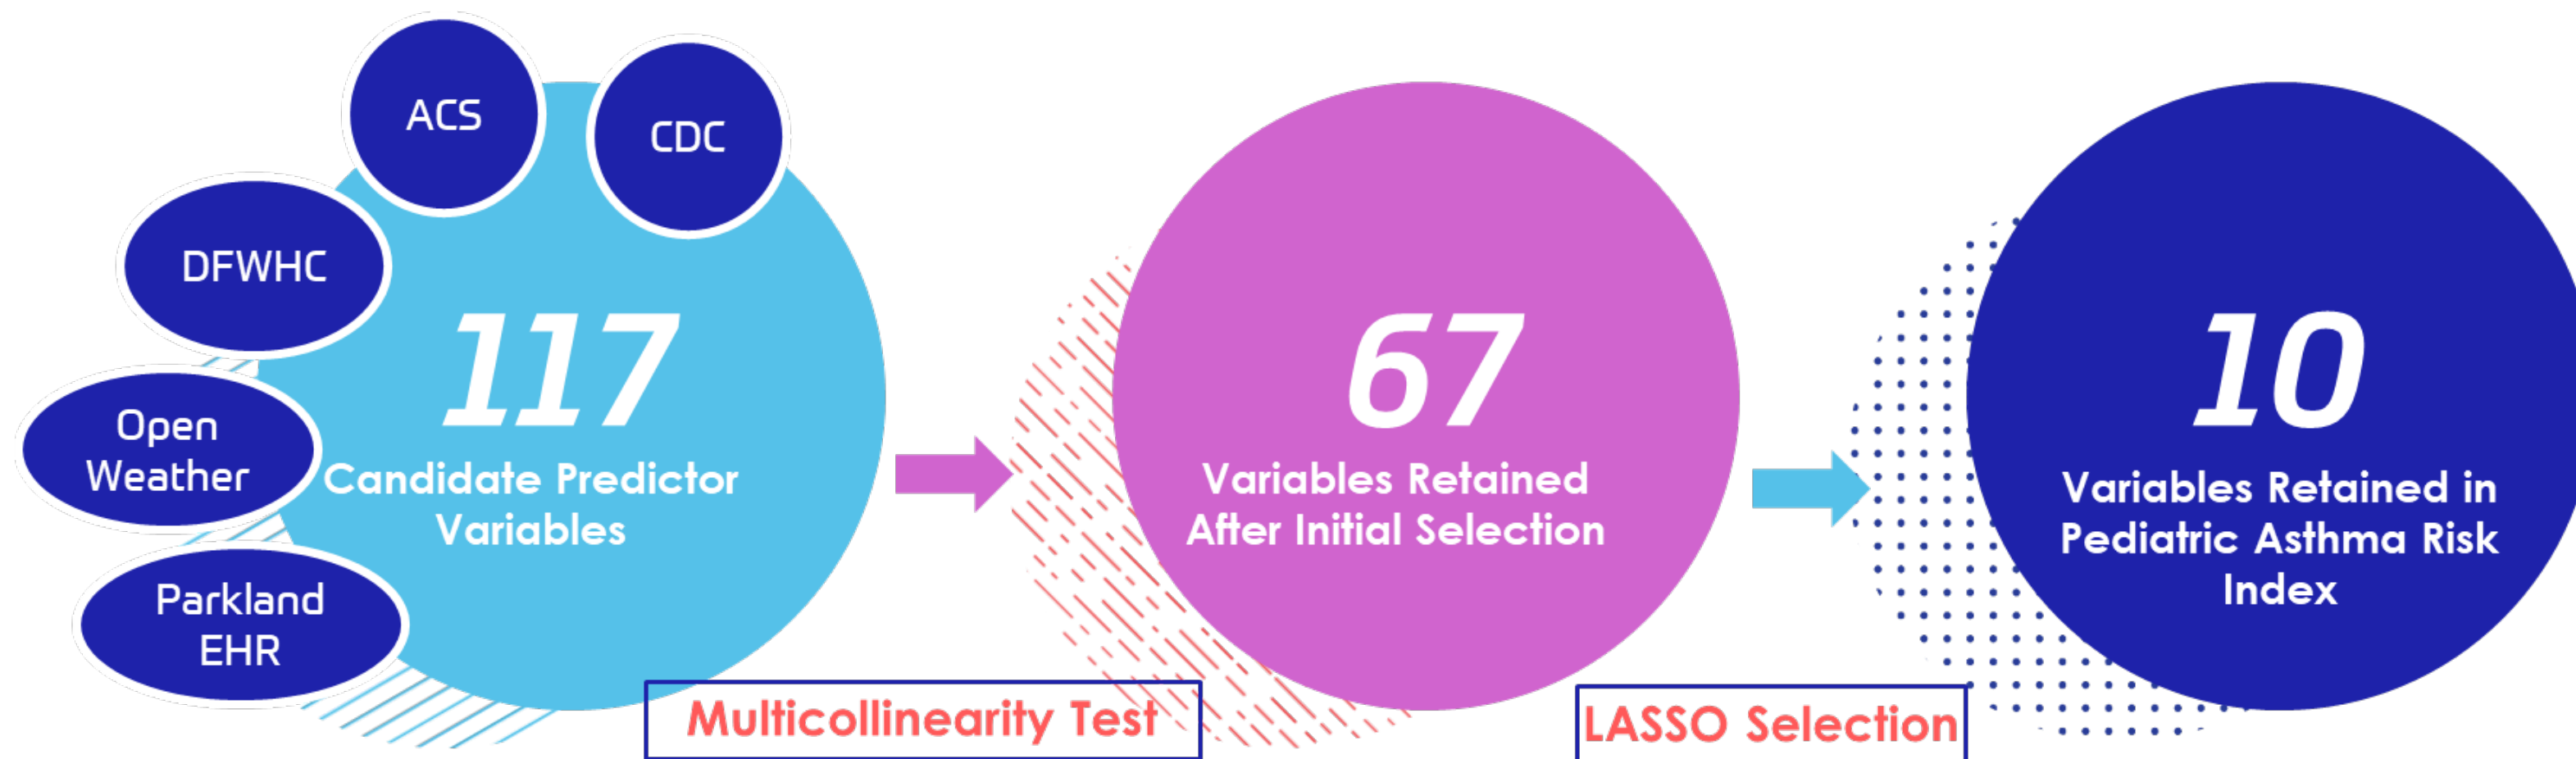 ACS
CDC
DFWHC
Open
Weather
Parkland
EHR
117
Candidate Predictor
Variables
Multicollinearity Test
67
Variables Retained
After Initial Selection
LASSO Selection
10
Variables Retained in
Pediatric Asthma Risk
Index